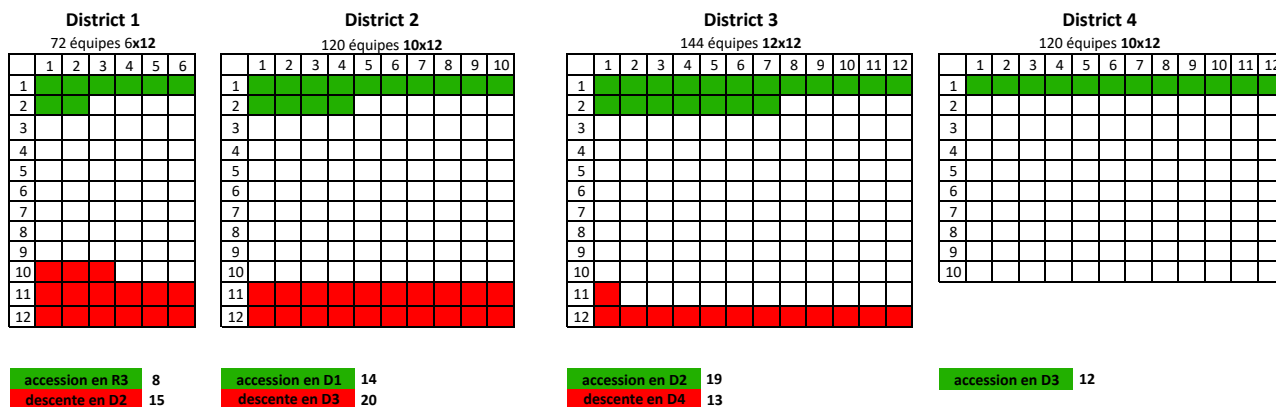 District 1
72 équipes 6x12
1 2 3 4 5 6
1
2
3
4
5
6
7
8
9
10
11
12
accession en R3 8
descente en D2 15
District 2
120 équipes 10x12
1 2 3 4 5 6 7 8 9 10
1
2
3
4
5
6
7
8
9
10
11
12
accession en D1 14
descente en D3 20
District 3
144 équipes 12x12
1 2 3 4 5 6 7 8 9 10 11 12
1
2
3
4
5
6
7
8
9
10
11
12
accession en D2 19
descente en D4 13
District 4
120 équipes 10x12
1 2 3 4 5 6 7 8 9 10 11 12
1
2
3
4
5
6
7
8
9
10
accession en D3 12